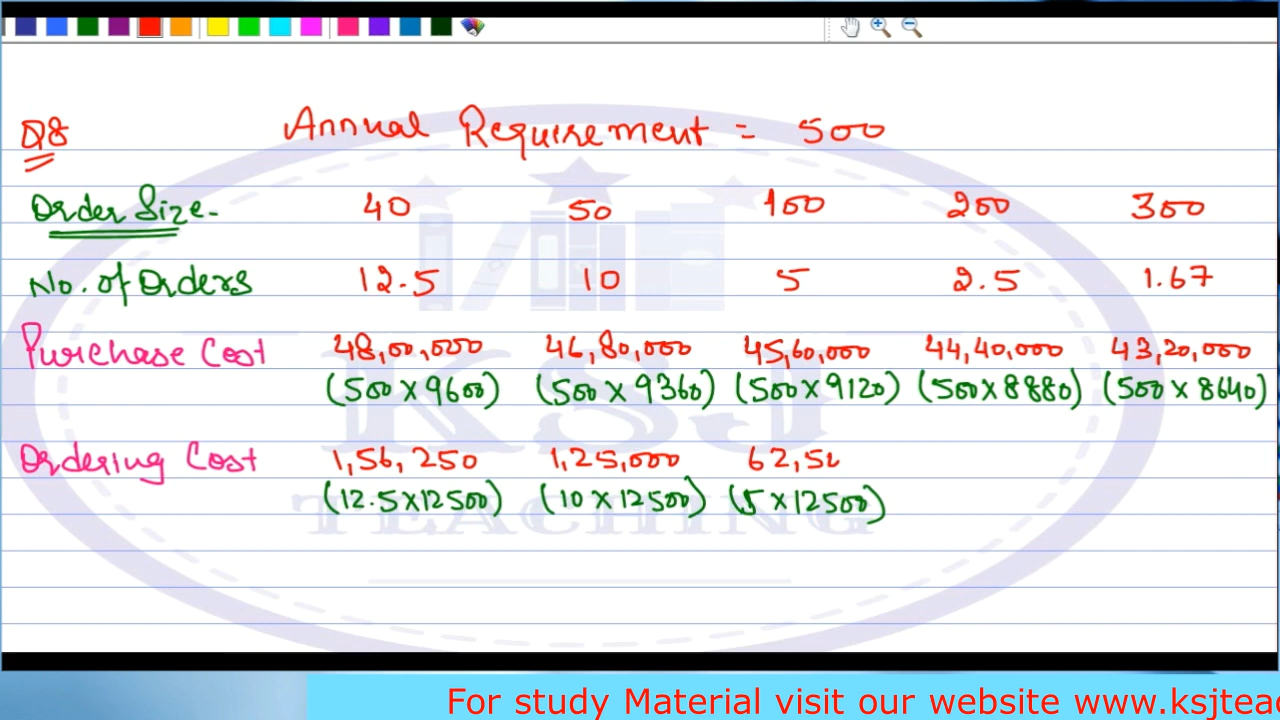 Q8 Annual Requirement = 500
Order Size. 40 50 100 200 300
No. of Orders 12.5 10 5 2.5 1.67
Purchase Cost 48,00,000 46,80,000 45,60,000 44,40,000 43,20,000
(500 x 9600) (500 x 9360) (500 x 9120) (500 x 8880) (500 x 8640)
Ordering Cost 1,56,250 1,25,000 62,50
(12.5 x 12500) (10 x 12500) (5 x 12500)
KSJ
TEACHING
For study Material visit our website www.ksjtea